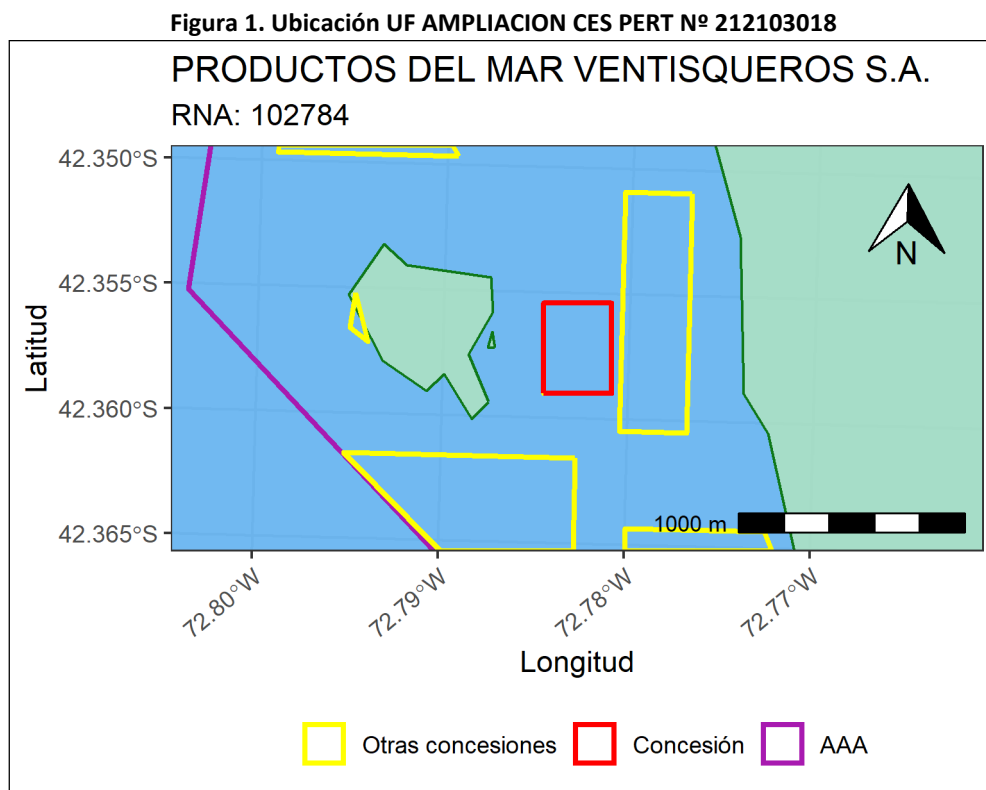 Figura 1. Ubicación UF AMPLIACION CES PERT Nº 212103018
PRODUCTOS DEL MAR VENTISQUEROS S.A.
RNA: 102784
42.350°S
42.355°S
42.360°S
42.365°S
Latitud
N
1000 m
72.80°W
72.79°W
72.78°W
72.77°W
Longitud
Otras concesiones
Concesión
AAA